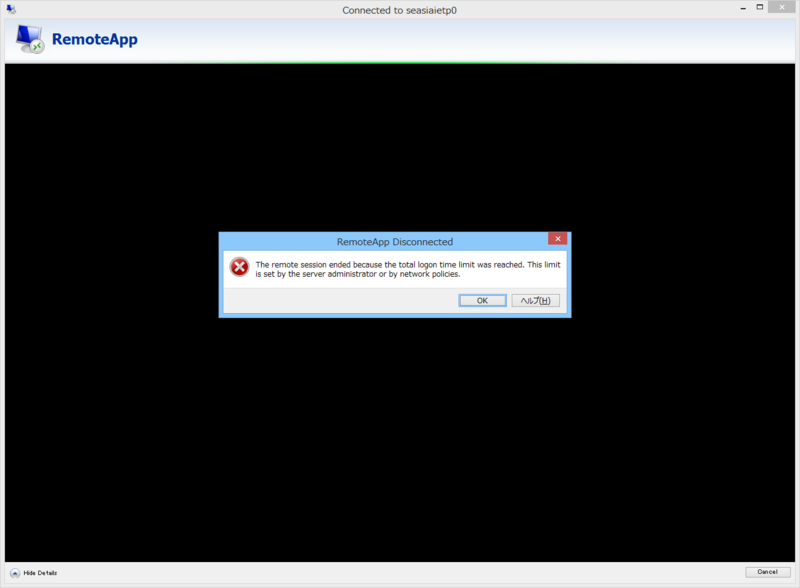 Connected to seasiaietp0
RemoteApp
RemoteApp Disconnected
The remote session ended because the total logon time limit was reached. This limit
is set by the server administrator or by network policies.
OK
ヘルプ(H)
Hide Details
Cancel